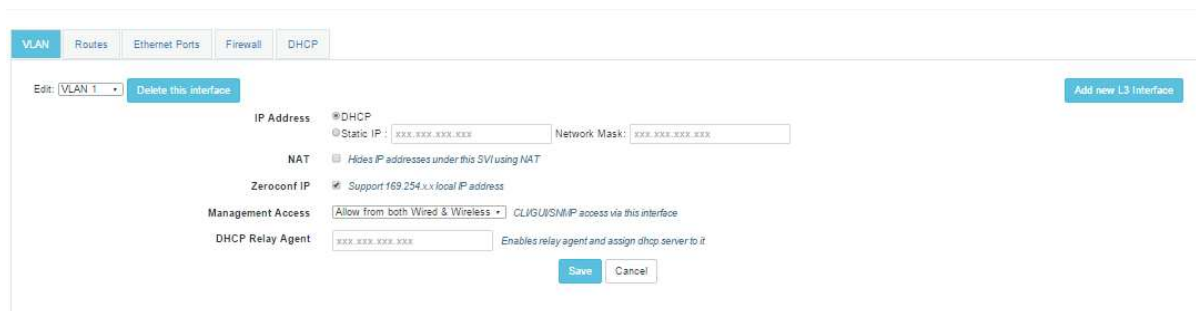 VLAN Routes Ethernet Ports Firewall DHCP
Edit: VLAN 1 Delete this interface Add new L3 Interface
IP Address DHCP
Static IP : xxx.xxx.xxx.xxx Network Mask: xxx.xxx.xxx.xxx
NAT Hides IP addresses under this SVI using NAT
Zeroconf IP Support 169.254.x.x local IP address
Management Access Allow from both Wired & Wireless CLI/GUI/SNMP access via this interface
DHCP Relay Agent xxx.xxx.xxx.xxx Enables relay agent and assign dhcp server to it
Save Cancel